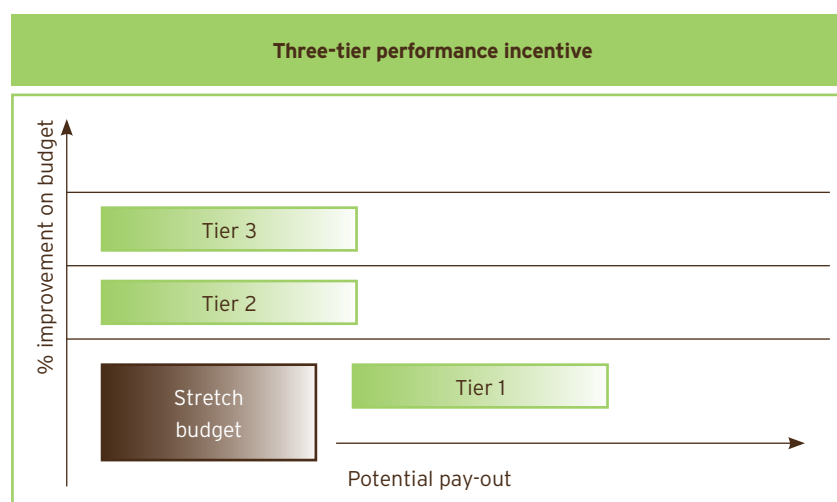 Three-tier performance incentive
% improvement on budget
Tier 3
Tier 2
Tier 1
Stretch
budget
Potential pay-out